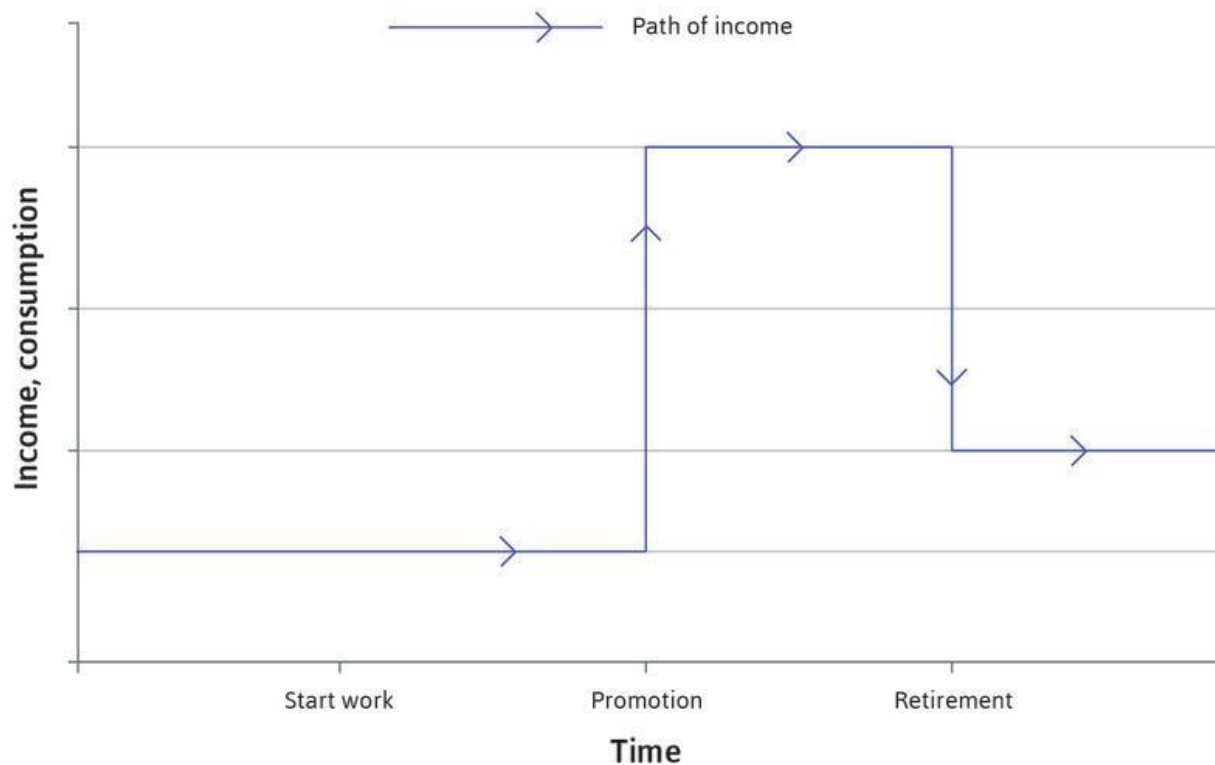 Path of income
Income, consumption
Start work
Promotion
Retirement
Time